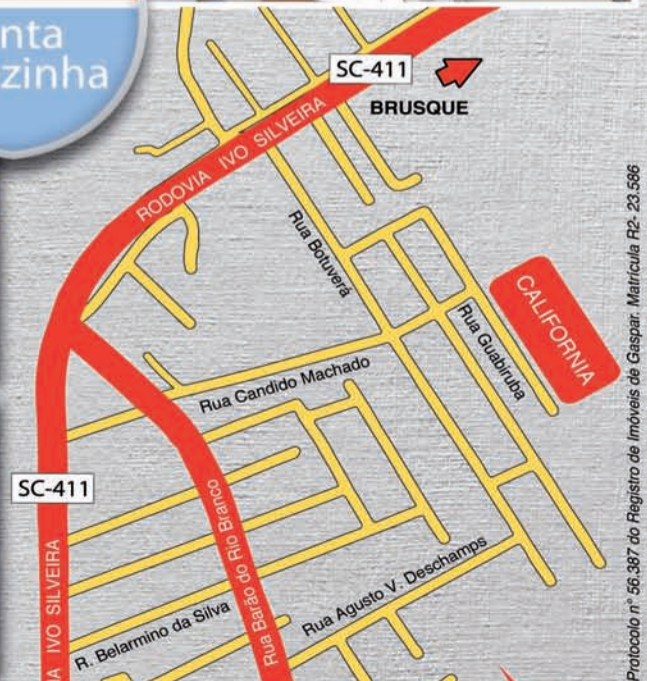 nta
zinha
SC-411
BRUSQUE
RODOVIA IVO SILVEIRA
Rua Botuverá
CALIFORNIA
Rua Guabiruba
Rua Candido Machado
SC-411
Rua Barão do Rio Branco
A IVO SILVEIRA
R. Belarmino da Silva
Rua Agusto V. Deschamps
Protocolo n° 56.387 do Registro de Imóveis de Gaspar. Matrícula R2- 23.586